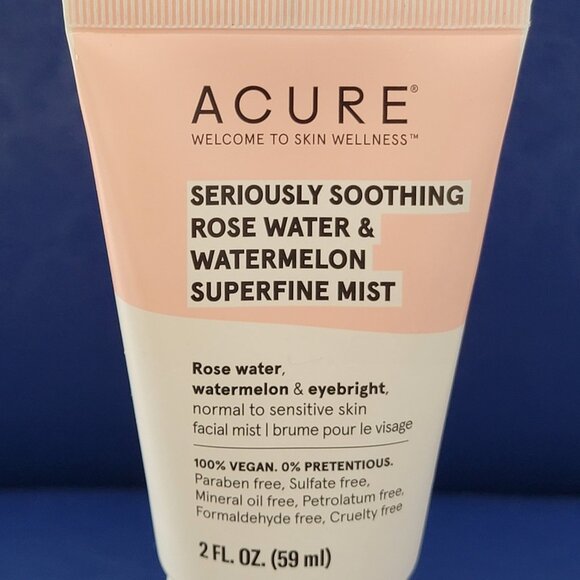 ACURE®
WELCOME TO SKIN WELLNESS™
SERIOUSLY SOOTHING
ROSE WATER &
WATERMELON
SUPERFINE MIST
Rose water,
watermelon & eyebright,
normal to sensitive skin
facial mist | brume pour le visage
100% VEGAN. 0% PRETENTIOUS.
Paraben free, Sulfate free,
Mineral oil free, Petrolatum free,
Formaldehyde free, Cruelty free
2 FL. OZ. (59 ml)